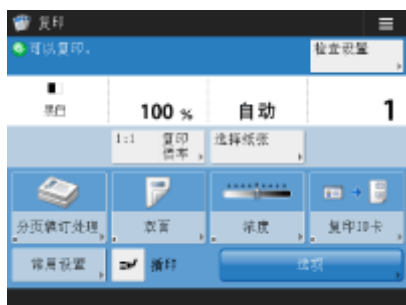 复印
可以复印。
检查设置
黑白
100 %
自动
1
1:1 复印
倍率
选择纸张
分页装订处理
双面
浓度
复印ID卡
常用设置
插印
选项